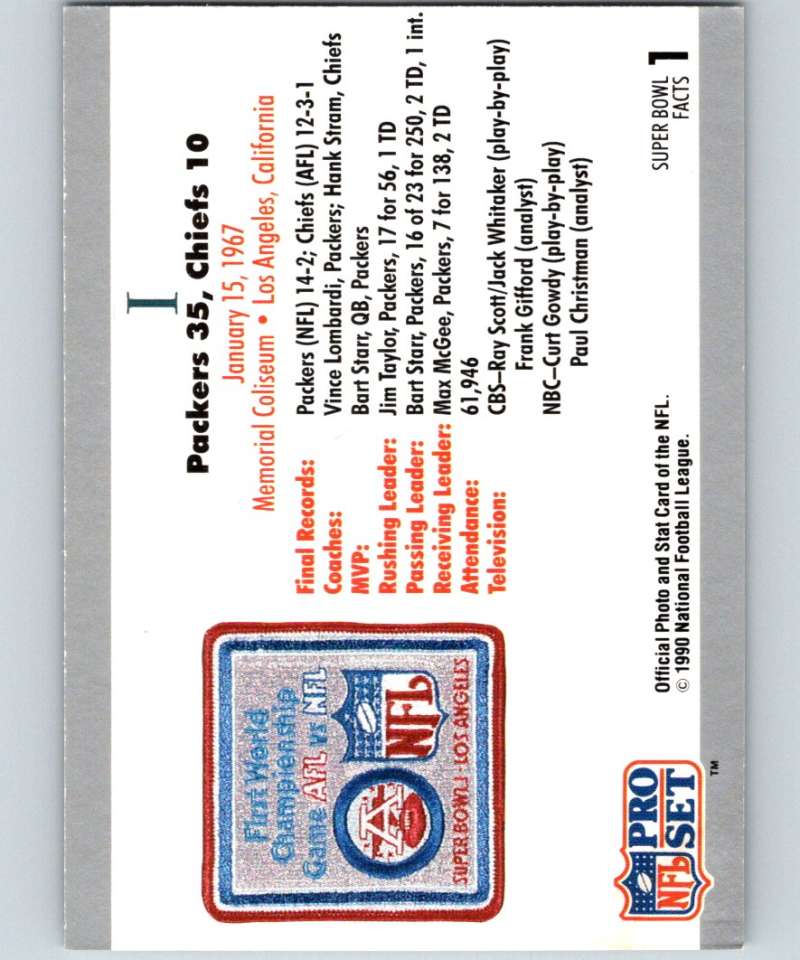 I
Packers 35, Chiefs 10
January 15, 1967
Memorial Coliseum • Los Angeles, California
Final Records: Packers (NFL) 14-2; Chiefs (AFL) 12-3-1
Coaches: Vince Lombardi, Packers; Hank Stram, Chiefs
MVP: Bart Starr, QB, Packers
Rushing Leader: Jim Taylor, Packers, 17 for 56, 1 TD
Passing Leader: Bart Starr, Packers, 16 of 23 for 250, 2 TD, 1 int.
Receiving Leader: Max McGee, Packers, 7 for 138, 2 TD
Attendance: 61,946
Television: CBS–Ray Scott/Jack Whitaker (play-by-play)
Frank Gifford (analyst)
NBC–Curt Gowdy (play-by-play)
Paul Christman (analyst)
First World
Championship
Game AFL vs NFL
A
NFL
SUPER BOWL I · LOS ANGELES
NFL
PRO
SET
™
Official Photo and Stat Card of the NFL.
© 1990 National Football League.
SUPER BOWL
FACTS 1